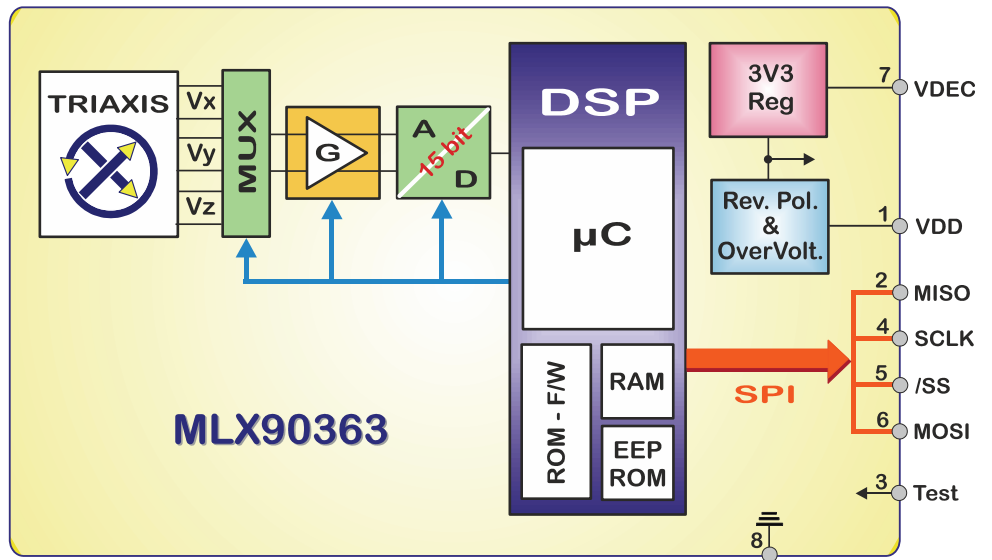 TRIAXIS
Vx
Vy
Vz
MUX
G
A
15 bit
D
DSP
µC
ROM - F/W
RAM
EEP
ROM
3V3
Reg
Rev. Pol.
&
OverVolt.
7
VDEC
1
VDD
2
MISO
4
SCLK
5
/SS
6
MOSI
SPI
3
Test
8
MLX90363